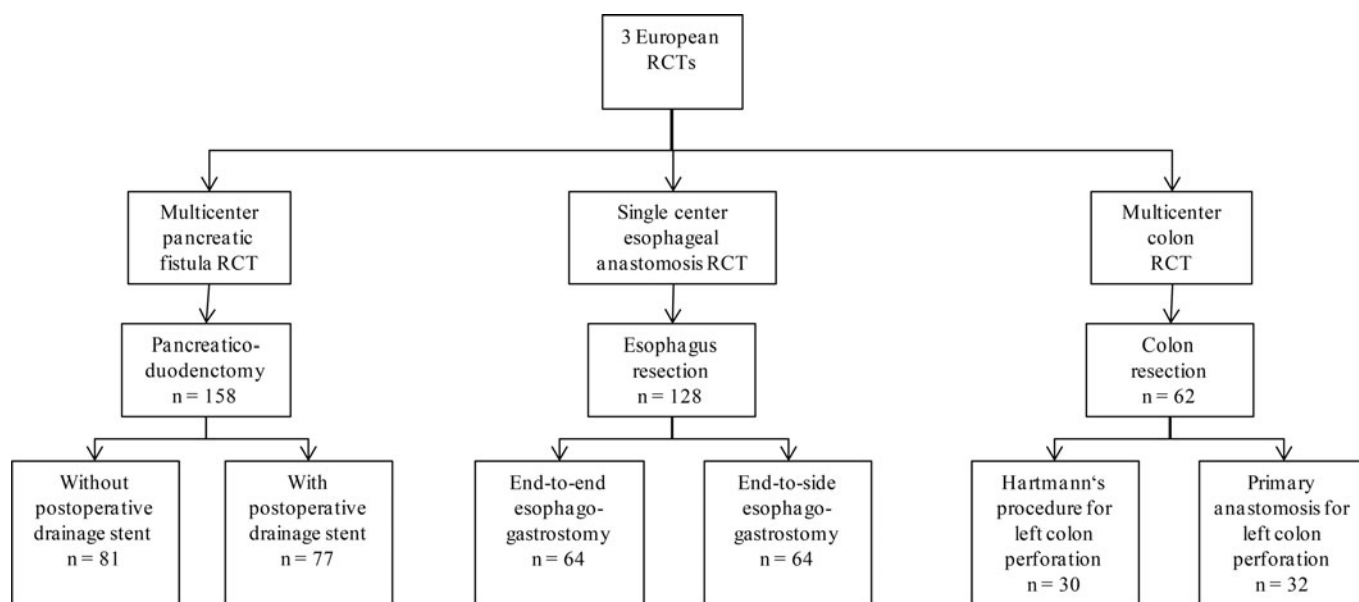 3 European
RCTs
Multicenter
pancreatic
fistula RCT
Single center
esophageal
anastomosis RCT
Multicenter
colon
RCT
Pancreatico-
duodenctomy
n = 158
Esophagus
resection
n = 128
Colon
resection
n = 62
Without
postoperative
drainage stent
n = 81
With
postoperative
drainage stent
n = 77
End-to-end
esophago-
gastrostomy
n = 64
End-to-side
esophago-
gastrostomy
n = 64
Hartmann‘s
procedure for
left colon
perforation
n = 30
Primary
anastomosis for
left colon
perforation
n = 32